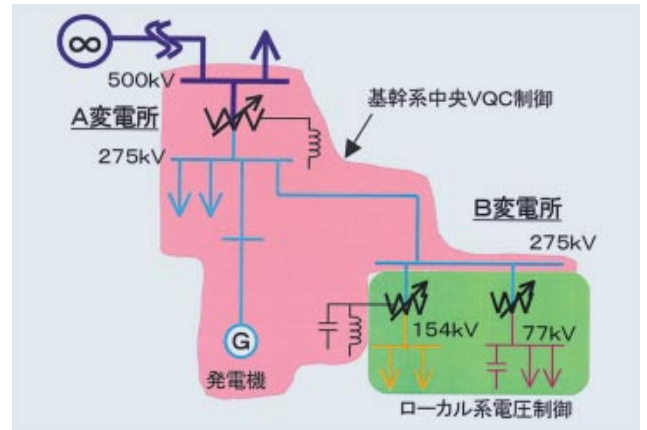 ∞
500kV
基幹系中央VQC制御
A変電所
275kV
B変電所
275kV
G
154kV
77kV
発電機
ローカル系電圧制御